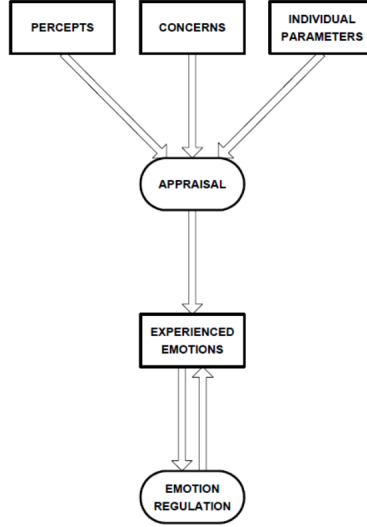 PERCEPTS
CONCERNS
INDIVIDUAL
PARAMETERS
APPRAISAL
EXPERIENCED
EMOTIONS
EMOTION
REGULATION